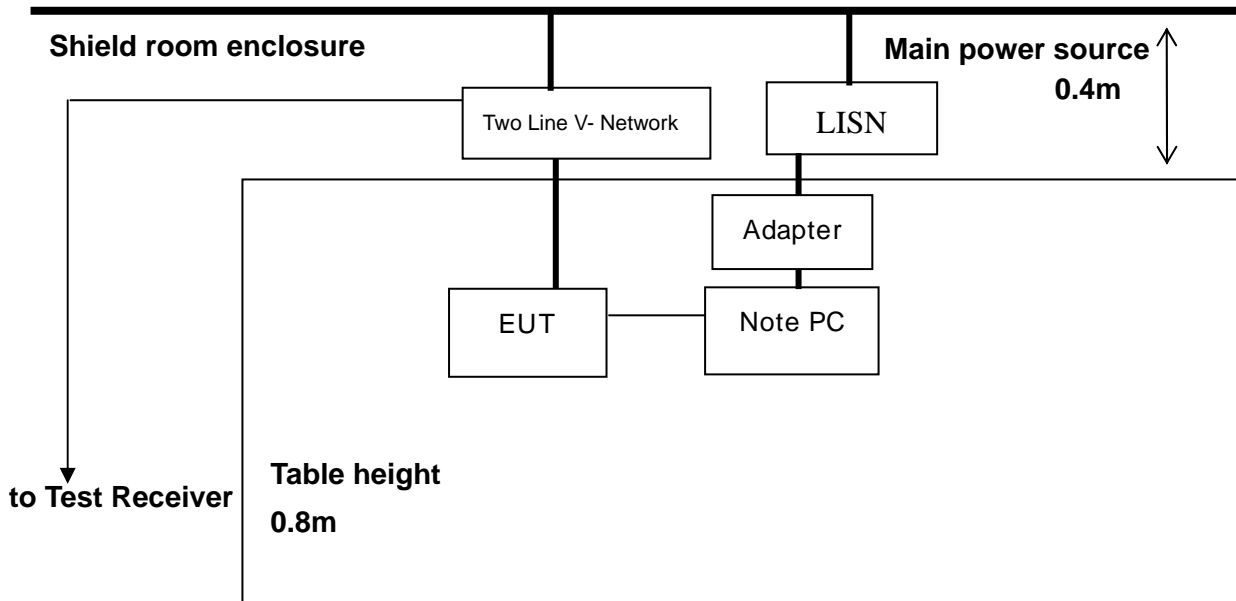 Shield room enclosure
Main power source
0.4m
Two Line V- Network
LISN
Adapter
EUT
Note PC
Table height
0.8m
to Test Receiver